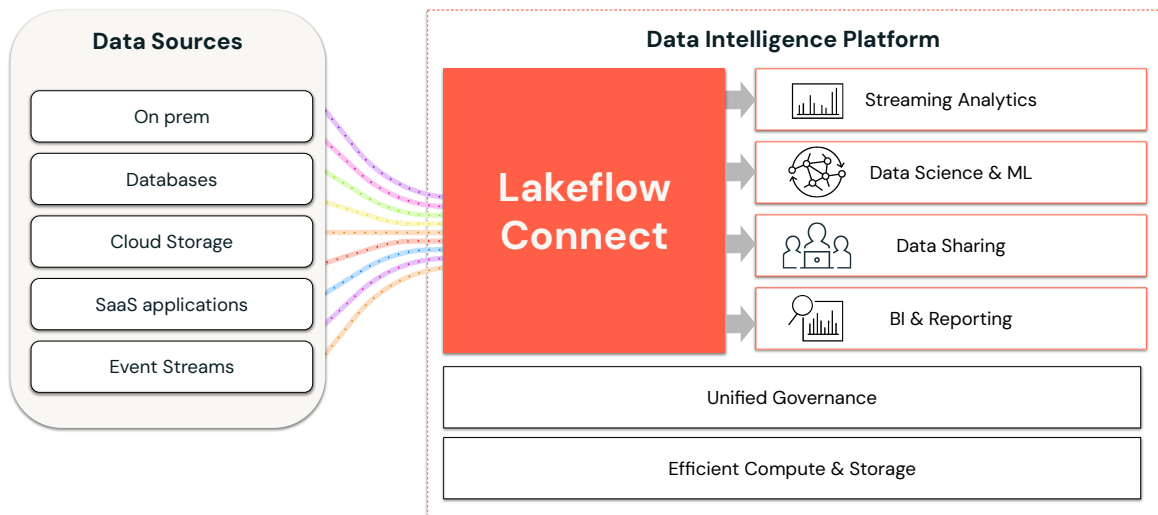 Data Sources
On prem
Databases
Cloud Storage
SaaS applications
Event Streams
Data Intelligence Platform
Lakeflow
Connect
Streaming Analytics
Data Science & ML
Data Sharing
BI & Reporting
Unified Governance
Efficient Compute & Storage